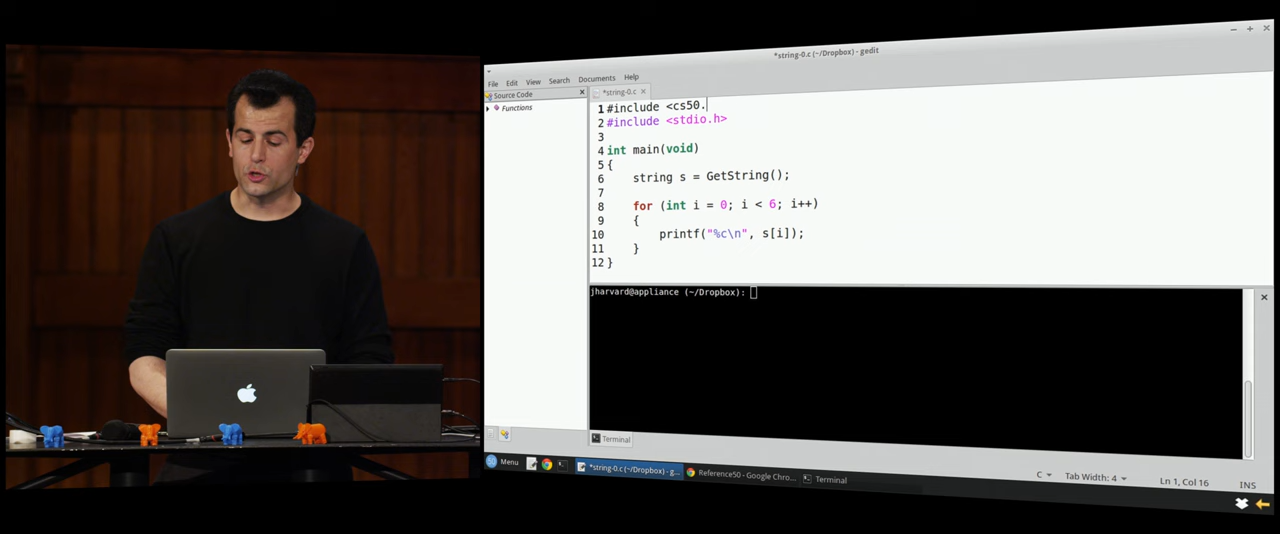 *string-0.c (~/Dropbox) - gedit
File Edit View Search Documents Help
Source Code
Functions
*string-0.c
1 #include <cs50.
2 #include <stdio.h>
3
4 int main(void)
5 {
6 string s = GetString();
7
8 for (int i = 0; i < 6; i++)
9 {
10 printf("%c\n", s[i]);
11 }
12 }
jharvard@appliance (~/Dropbox):
Terminal
C Tab Width: 4 Ln 1, Col 16 INS
Menu *string-0.c (~/Dropbox) - g... Reference50 - Google Chro... Terminal